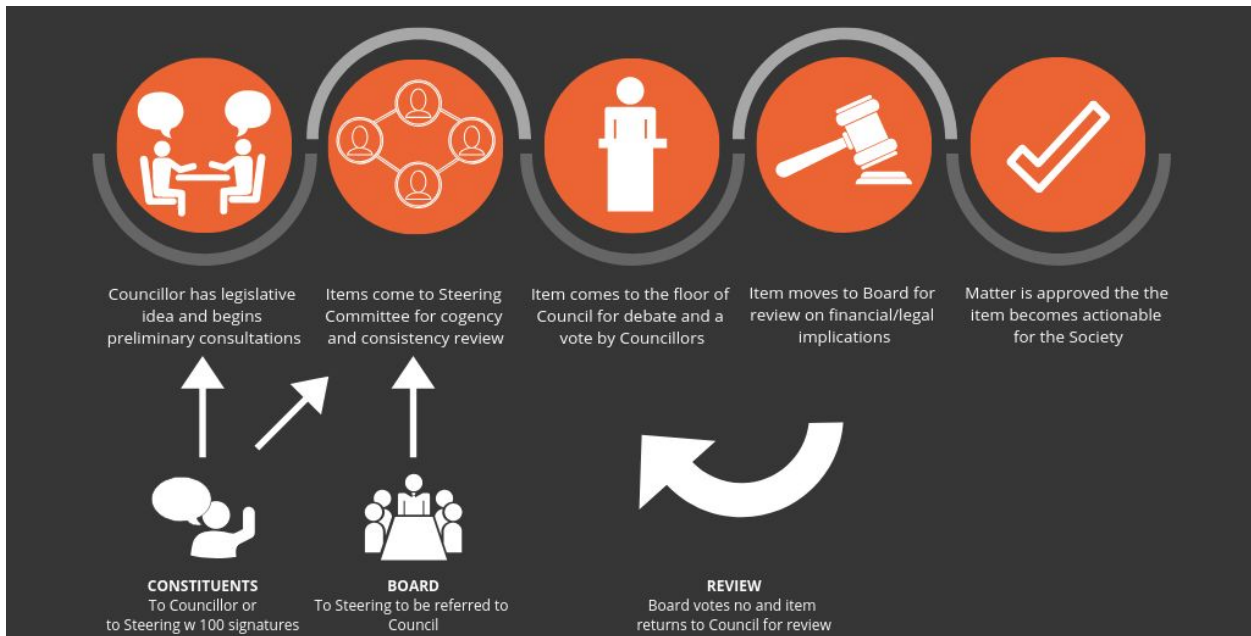 Councillor has legislative
idea and begins
preliminary consultations
Items come to Steering
Committee for cogency
and consistency review
Item comes to the floor of
Council for debate and a
vote by Councillors
Item moves to Board for
review on financial/legal
implications
Matter is approved the the
item becomes actionable
for the Society
CONSTITUENTS
To Councillor or
to Steering w 100 signatures
BOARD
To Steering to be referred to
Council
REVIEW
Board votes no and item
returns to Council for review